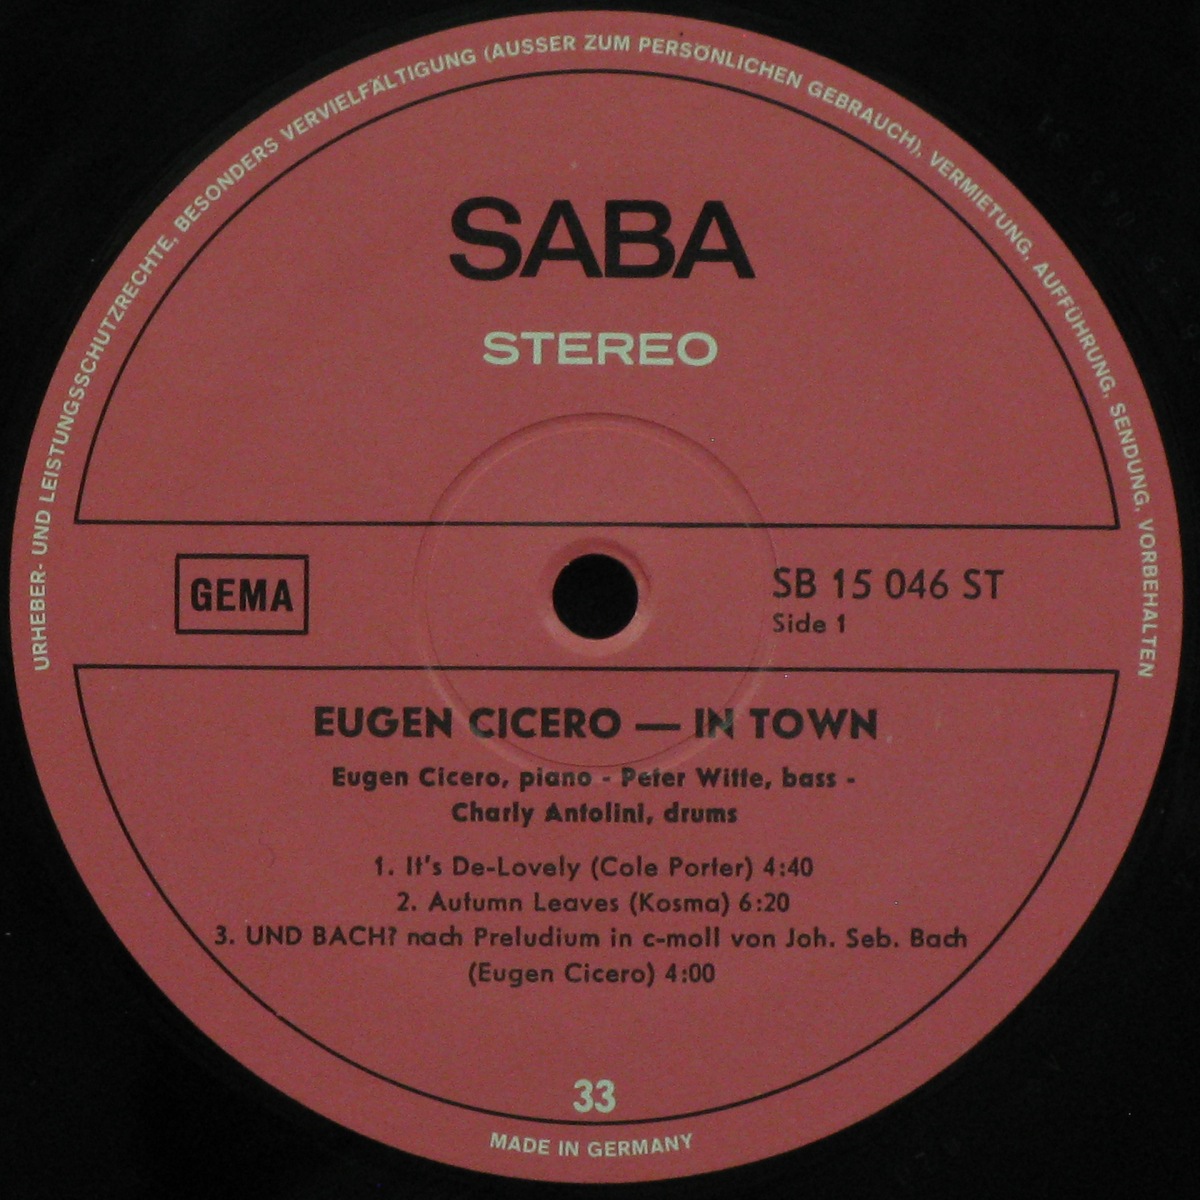 URHEBER- UND LEISTUNGSSCHUTZRECHTE, BESONDERS VERVIELFÄLTIGUNG (AUSSER ZUM PERSÖNLICHEN GEBRAUCH), VERMIETUNG, AUFFÜHRUNG, SENDUNG, VORBEHALTEN
SABA
STEREO
GEMA
SB 15 046 ST
Side 1
EUGEN CICERO — IN TOWN
Eugen Cicero, piano - Peter Witte, bass -
Charly Antolini, drums
1. It's De-Lovely (Cole Porter) 4:40
2. Autumn Leaves (Kosma) 6:20
3. UND BACH? nach Preludium in c-moll von Joh. Seb. Bach
(Eugen Cicero) 4:00
33
MADE IN GERMANY